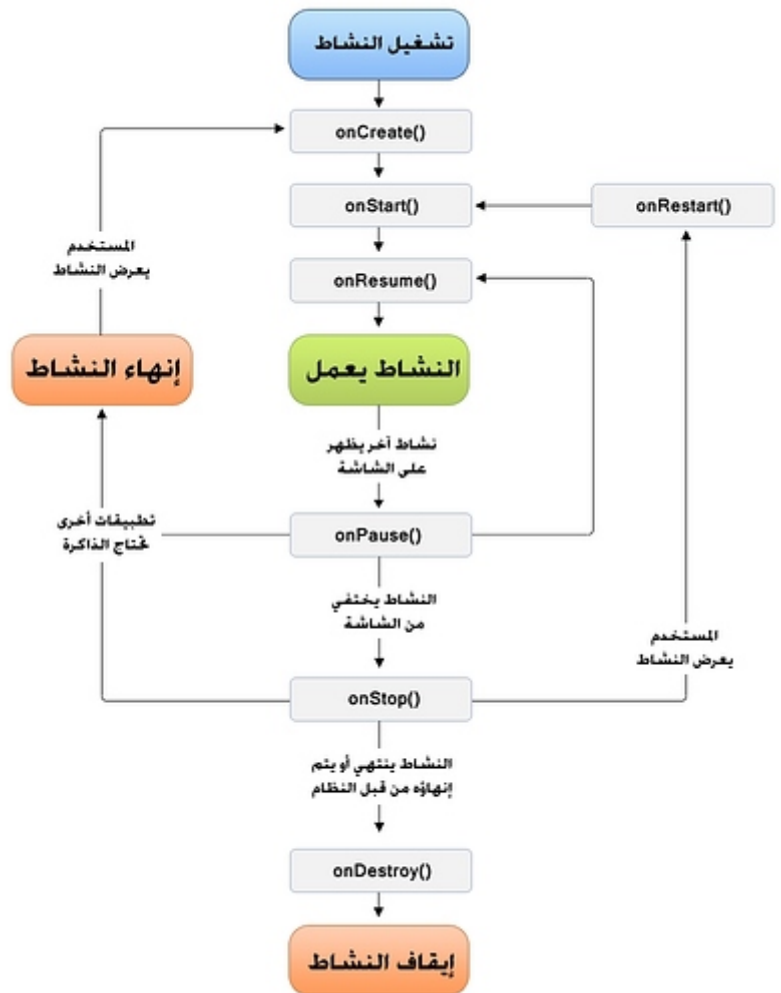 تشغيل النشاط
onCreate()
onStart()
onRestart()
المستخدم
يعرض النشاط
onResume()
إنهاء النشاط
النشاط يعمل
نشاط آخر يظهر
على الشاشة
تطبيقات أخرى
تحتاج الذاكرة
onPause()
النشاط يختفي
من الشاشة
المستخدم
يعرض النشاط
onStop()
النشاط ينتهي أو يتم
إنهاؤه من قبل النظام
onDestroy()
إيقاف النشاط